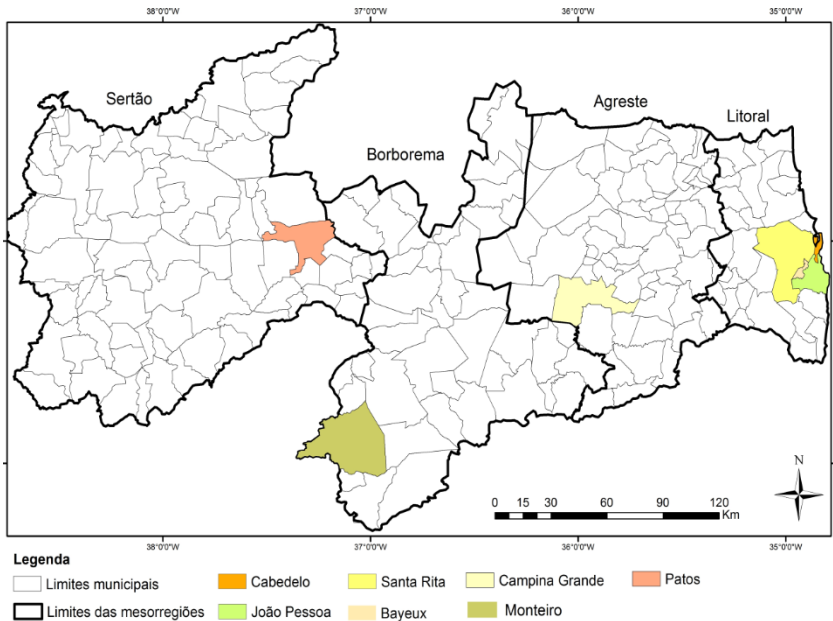 38°0'0"W 37°0'0"W 36°0'0"W 35°0'0"W
Sertão
Agreste
Litoral
Borborema
N
0 15 30 60 90 120
Km
38°0'0"W 37°0'0"W 36°0'0"W 35°0'0"W
Legenda
Limites municipais Cabedelo Santa Rita Campina Grande Patos
Limites das mesorregiões João Pessoa Bayeux Monteiro